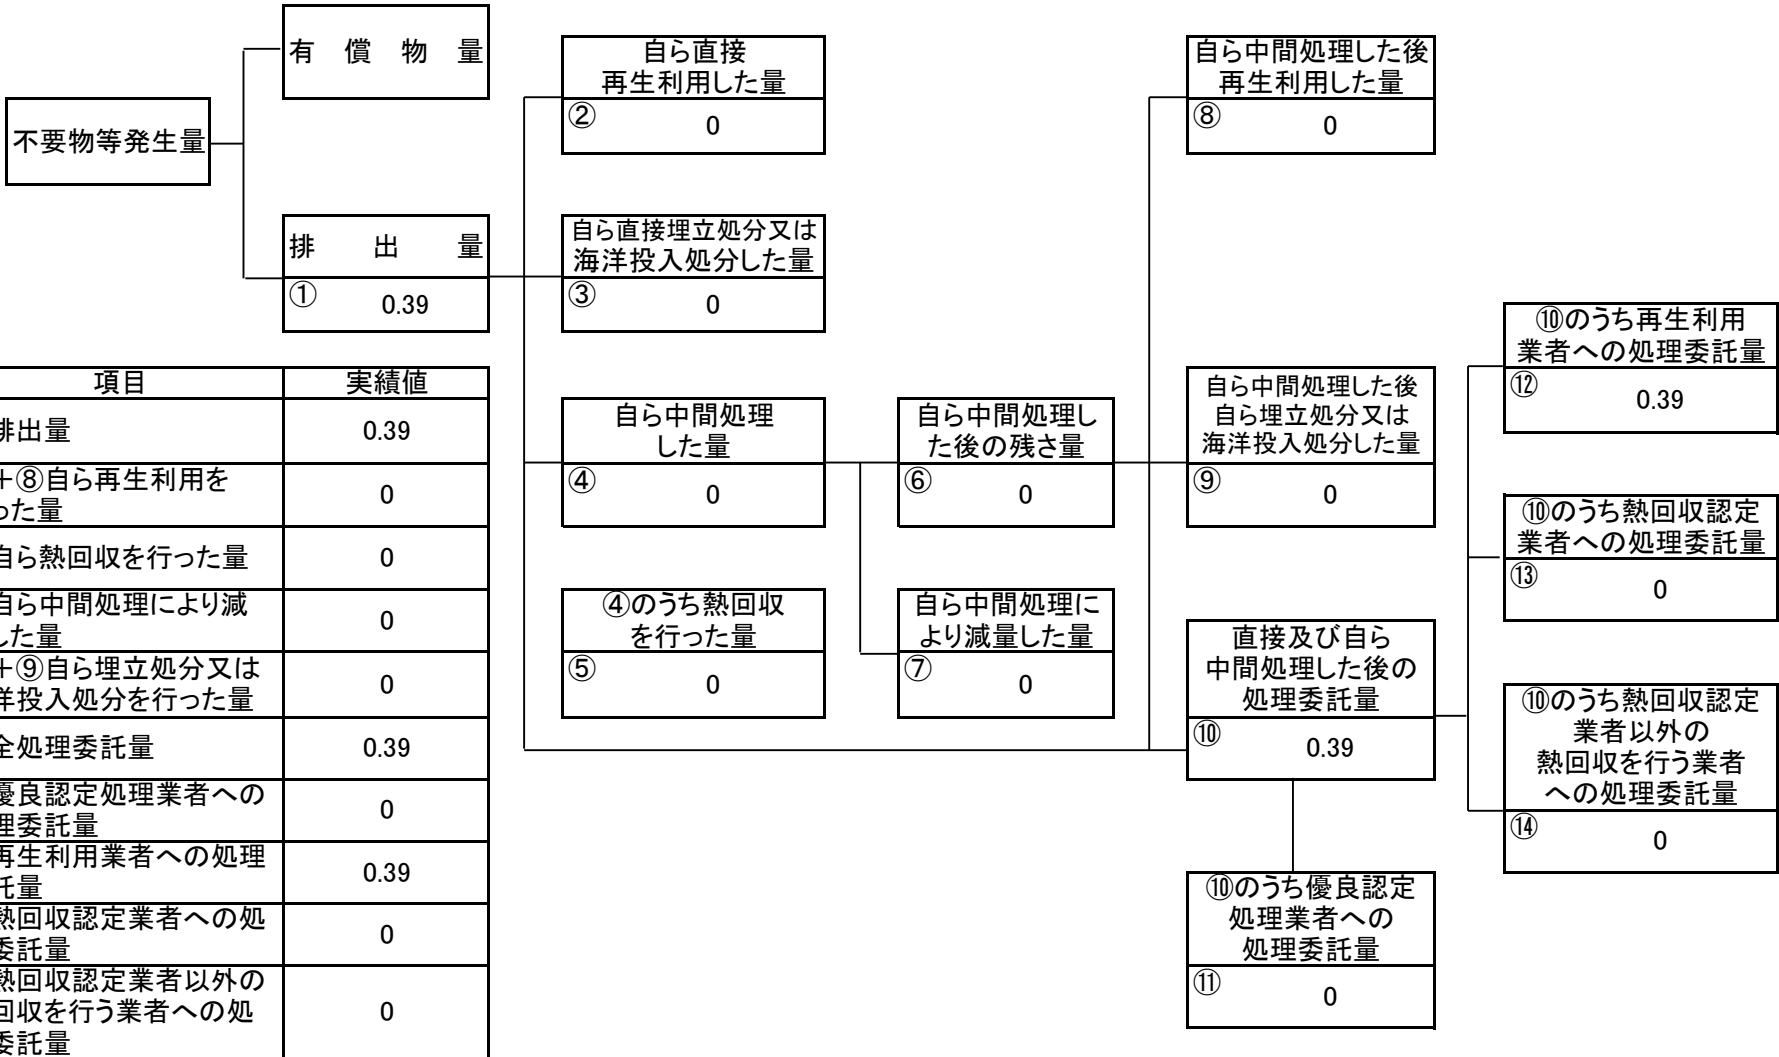 有 償 物 量
不要物等発生量
排 出 量
① 0.39
自ら直接
再生利用した量
② 0
自ら直接埋立処分又は
海洋投入処分した量
③ 0
自ら中間処理
した量
④ 0
④のうち熱回収
を行った量
⑤ 0
自ら中間処理し
た後の残さ量
⑥ 0
自ら中間処理に
より減量した量
⑦ 0
自ら中間処理した後
再生利用した量
⑧ 0
自ら中間処理した後
自ら埋立処分又は
海洋投入処分した量
⑨ 0
直接及び自ら
中間処理した後の
処理委託量
⑩ 0.39
⑩のうち優良認定
処理業者への
処理委託量
⑪ 0
⑩のうち再生利用
業者への処理委託量
⑫ 0.39
⑩のうち熱回収認定
業者への処理委託量
⑬ 0
⑩のうち熱回収認定
業者以外の
熱回収を行う業者
への処理委託量
⑭ 0
項目 実績値
排出量 0.39
+⑧自ら再生利用を
った量 0
自ら熱回収を行った量 0
自ら中間処理により減
した量 0
+⑨自ら埋立処分又は
洋投入処分を行った量 0
全処理委託量 0.39
優良認定処理業者への
理委託量 0
再生利用業者への処理
託量 0.39
熱回収認定業者への処
委託量 0
熱回収認定業者以外の
回収を行う業者への処
委託量 0